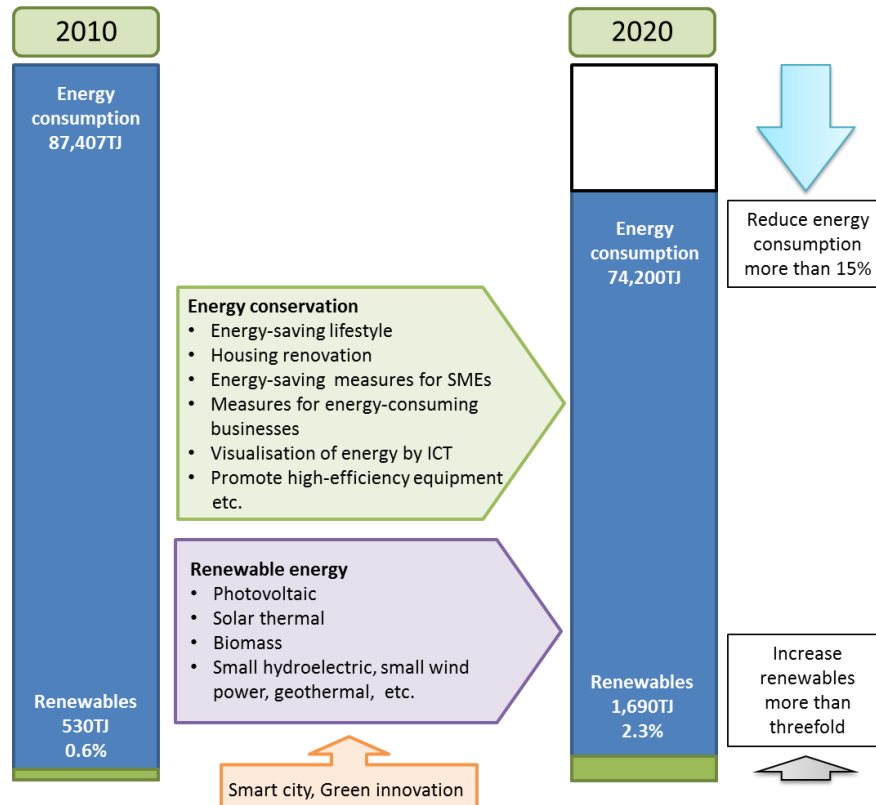 2010
2020
Energy
consumption
87,407TJ
Energy
consumption
74,200TJ
Reduce energy
consumption
more than 15%
Energy conservation
• Energy-saving lifestyle
• Housing renovation
• Energy-saving measures for SMEs
• Measures for energy-consuming
businesses
• Visualisation of energy by ICT
• Promote high-efficiency equipment
etc.
Renewable energy
• Photovoltaic
• Solar thermal
• Biomass
• Small hydroelectric, small wind
power, geothermal, etc.
Renewables
530TJ
0.6%
Renewables
1,690TJ
2.3%
Increase
renewables
more than
threefold
Smart city, Green innovation